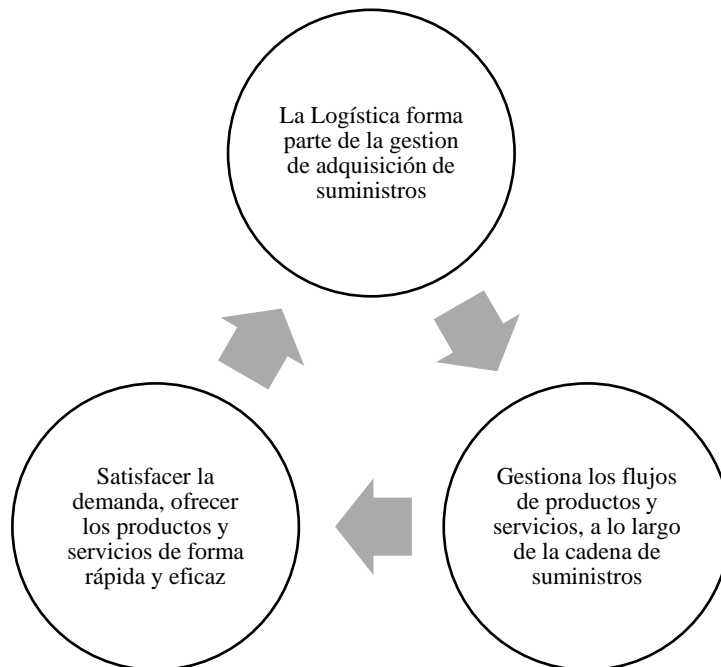 La Logística forma
parte de la gestion
de adquisición de
suministros
Gestiona los flujos
de productos y
servicios, a lo largo
de la cadena de
suministros
Satisfacer la
demanda, ofrecer
los productos y
servicios de forma
rápida y eficaz